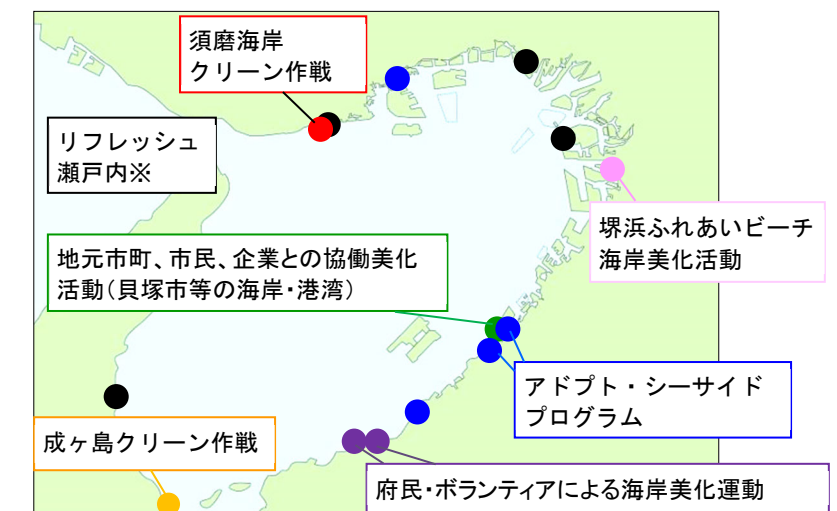 須磨海岸
クリーン作戦
リフレッシュ
瀬戸内※
堺浜ふれあいビーチ
海岸美化活動
地元市町、市民、企業との協働美化
活動（貝塚市等の海岸・港湾）
アドプト・シーサイド
プログラム
成ヶ島クリーン作戦
府民・ボランティアによる海岸美化運動